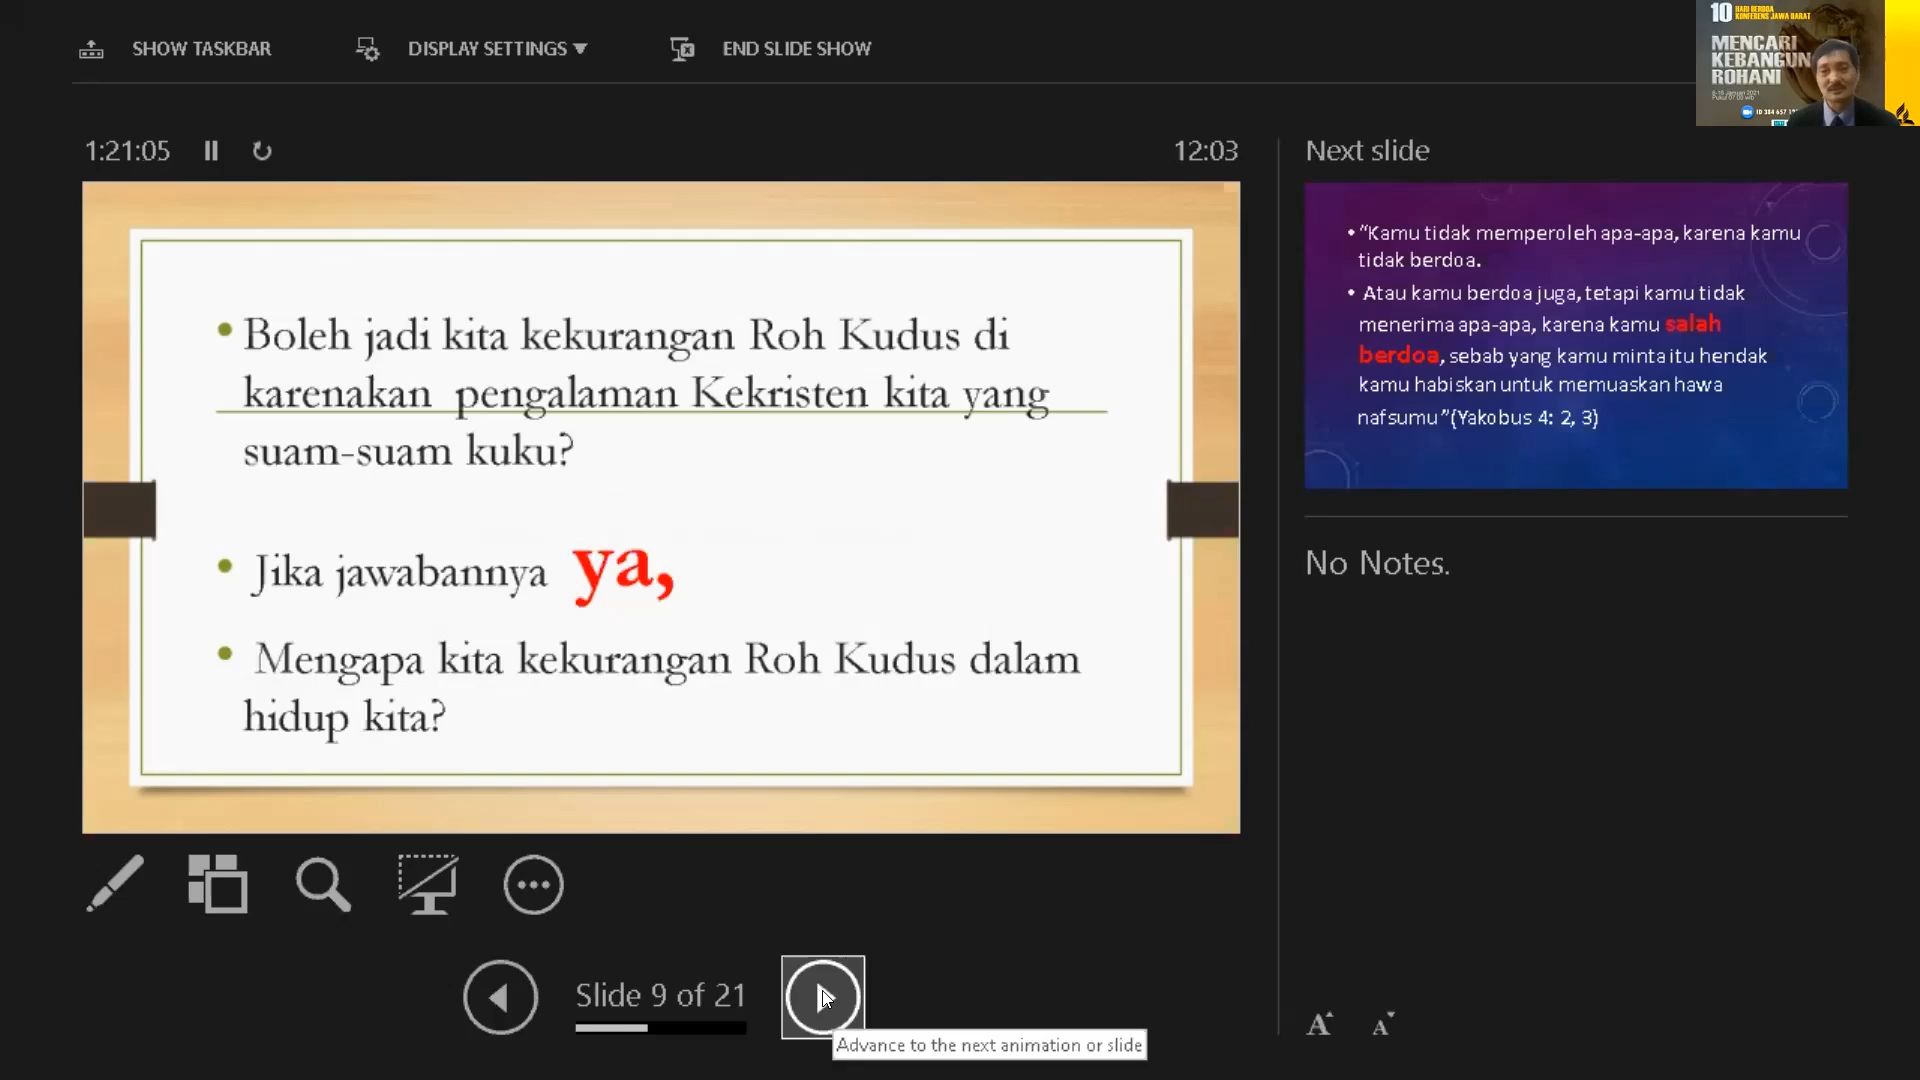 SHOW TASKBAR
DISPLAY SETTINGS
END SLIDE SHOW
10 HARI BERDOA
KONFERENS JAWA BARAT
MENCARI
KEBANGUN
ROHANI
1:21:05
12:03
• Boleh jadi kita kekurangan Roh Kudus di
karenakan pengalaman Kekristen kita yang
suam-suam kuku?
• Jika jawabannya ya,
• Mengapa kita kekurangan Roh Kudus dalam
hidup kita?
Next slide
• “Kamu tidak memperoleh apa-apa, karena kamu
tidak berdoa.
• Atau kamu berdoa juga, tetapi kamu tidak
menerima apa-apa, karena kamu salah
berdoa, sebab yang kamu minta itu hendak
kamu habiskan untuk memuaskan hawa
nafsumu”(Yakobus 4: 2, 3)
No Notes.
Slide 9 of 21
Advance to the next animation or slide
A A